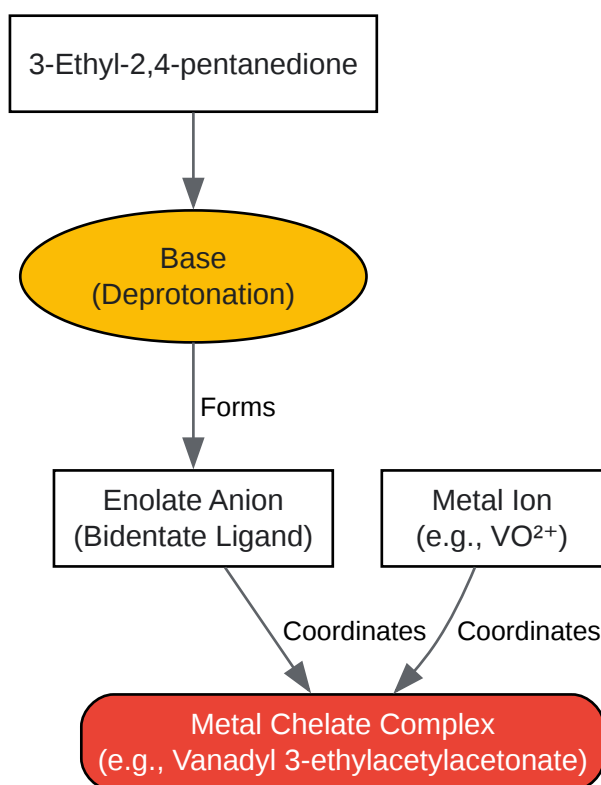 3-Ethyl-2,4-pentanedione
Base
(Deprotonation)
Forms
Enolate Anion
(Bidentate Ligand)
Metal Ion
(e.g., VO²⁺)
Coordinates
Coordinates
Metal Chelate Complex
(e.g., Vanadyl 3-ethylacetylacetonate)